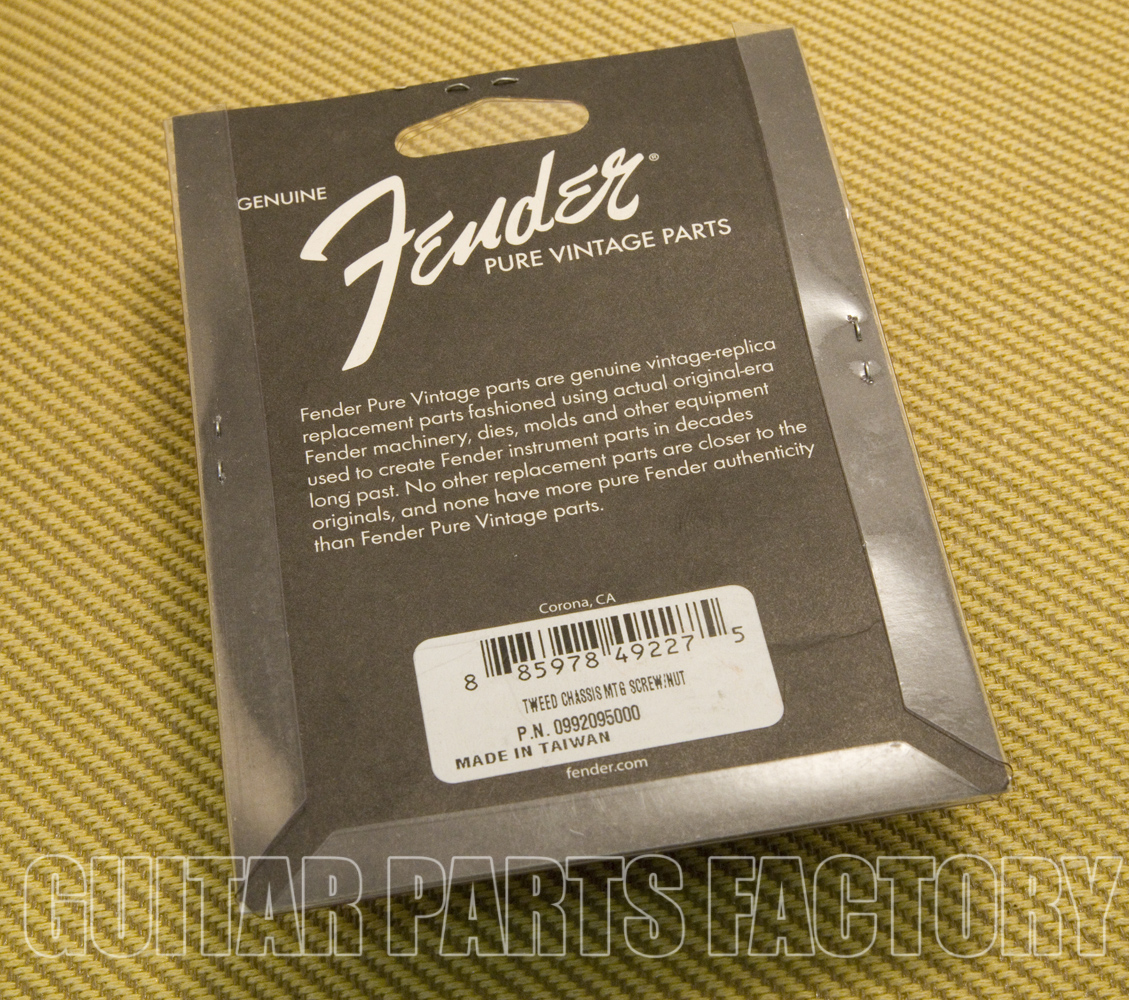 GENUINE
Fender®
PURE VINTAGE PARTS
Fender Pure Vintage parts are genuine vintage-replica
replacement parts fashioned using actual original-era
Fender machinery, dies, molds and other equipment
used to create Fender instrument parts in decades
long past. No other replacement parts are closer to the
originals, and none have more pure Fender authenticity
than Fender Pure Vintage parts.
Corona, CA
8 85978 49227 5
TWEED CHASSIS MTG SCREW/NUT
P.N. 0992095000
MADE IN TAIWAN
fender.com
GUITAR PARTS FACTORY